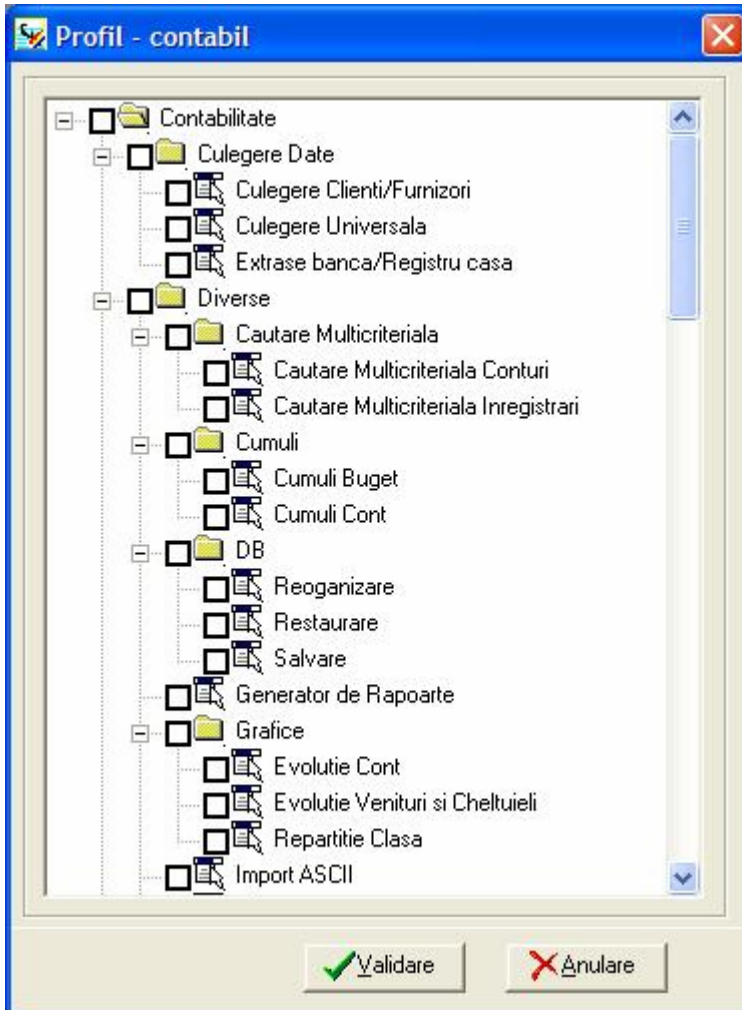 Profil - contabil
Contabilitate
Culegere Date
Culegere Clienti/Furnizori
Culegere Universala
Extrase banca/Registru casa
Diverse
Cautare Multicriteriala
Cautare Multicriteriala Conturi
Cautare Multicriteriala Inregistrari
Cumuli
Cumuli Buget
Cumuli Cont
DB
Reoganizare
Restaurare
Salvare
Generator de Rapoarte
Grafice
Evolutie Cont
Evolutie Venituri si Cheltuieli
Repartitie Clasa
Import ASCII
Validare
Anulare